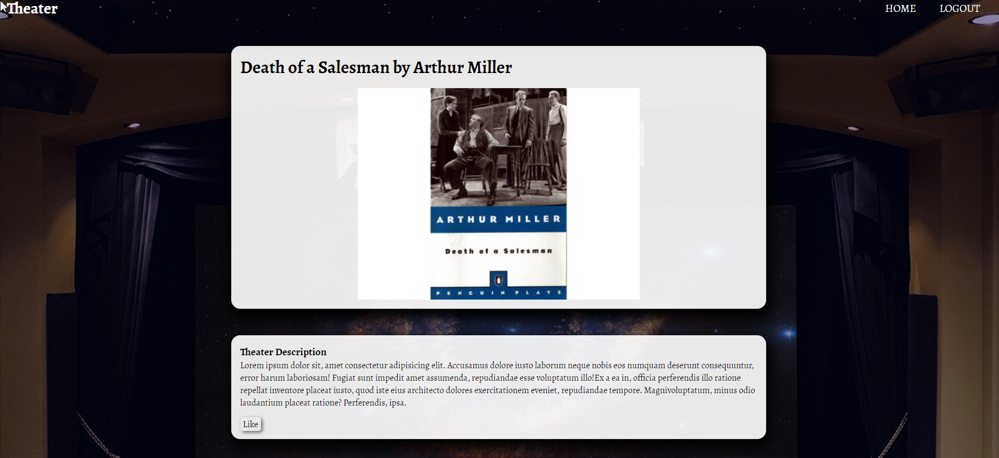 Theater
HOME
LOGOUT
Death of a Salesman by Arthur Miller
ARTHUR MILLER
Death of a Salesman
PENGUIN PLAYS
Theater Description
Lorem ipsum dolor sit, amet consectetur adipisicing elit. Accusamus dolore iusto laborum neque nobis eos numquam deserunt consequuntur,
error harum laboriosam! Fugiat sunt impedit amet assumenda, repudiandae esse voluptatum illo!Ex a ea in, officia perferendis illo ratione
repellat inventore placeat iusto, quod iste eius architecto dolores exercitationem eveniet, repudiandae tempore. Magnivoluptatum, minus odio
laudantium placeat ratione? Perferendis, ipsa.
Like